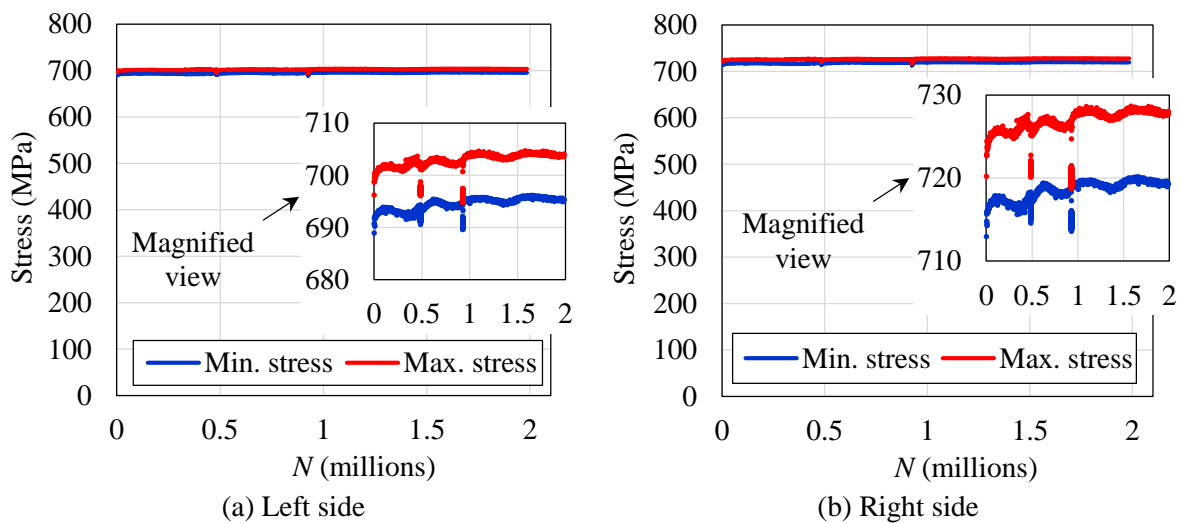 Stress (MPa)
800
700
600
500
400
300
200
100
0
0 0.5 1 1.5 2
N (millions)
710
700
690
680
0 0.5 1 1.5 2
Magnified
view
Min. stress Max. stress
(a) Left side
Stress (MPa)
800
700
600
500
400
300
200
100
0
0 0.5 1 1.5 2
N (millions)
730
720
710
0 0.5 1 1.5 2
Magnified
view
Min. stress Max. stress
(b) Right side